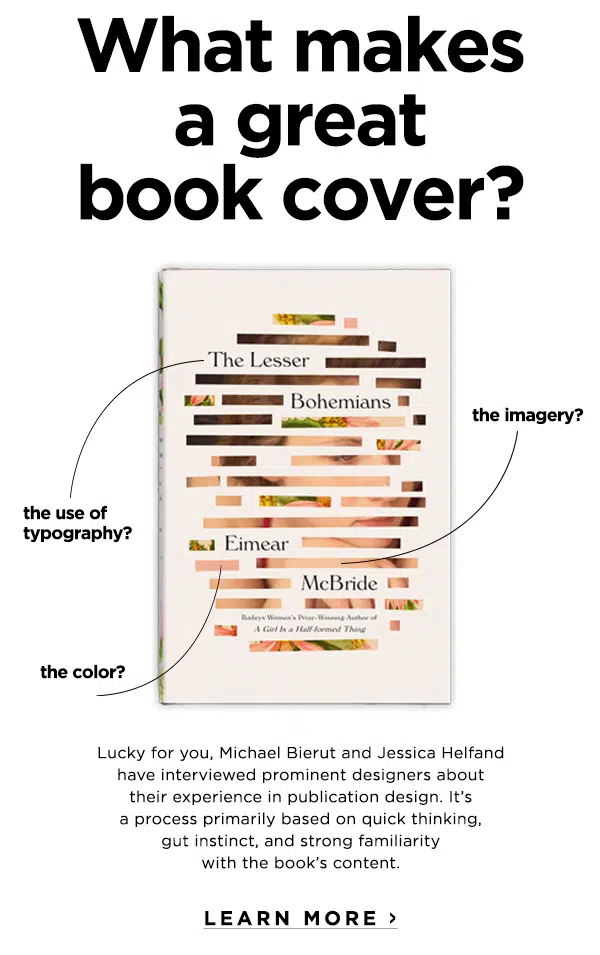 What makes
a great
book cover?
The Lesser
Bohemians
the imagery?
the use of
typography?
Eimear
McBride
Baileys Women's Prize–Winning Author of
A Girl Is a Half-formed Thing
the color?
Lucky for you, Michael Bierut and Jessica Helfand
have interviewed prominent designers about
their experience in publication design. It's
a process primarily based on quick thinking,
gut instinct, and strong familiarity
with the book's content.
LEARN MORE ›